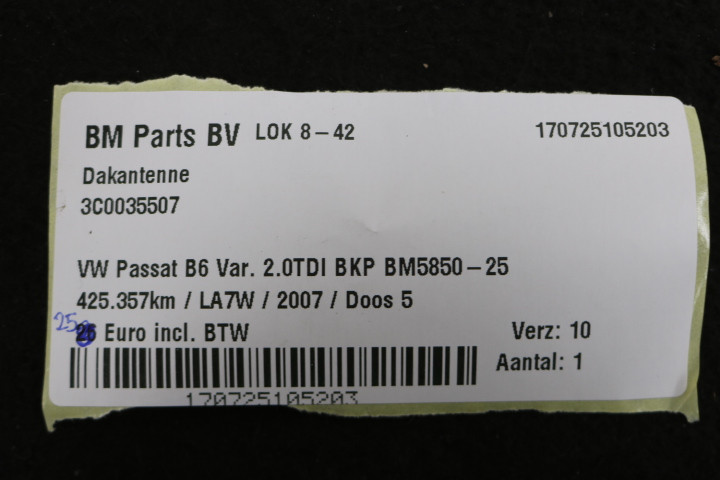 BM Parts BV LOK 8-42 170725105203
Dakantenne
3C0035507
VW Passat B6 Var. 2.0TDI BKP BM5850-25
425.357km / LA7W / 2007 / Doos 5
25 Euro incl. BTW Verz: 10
Aantal: 1
170725105203